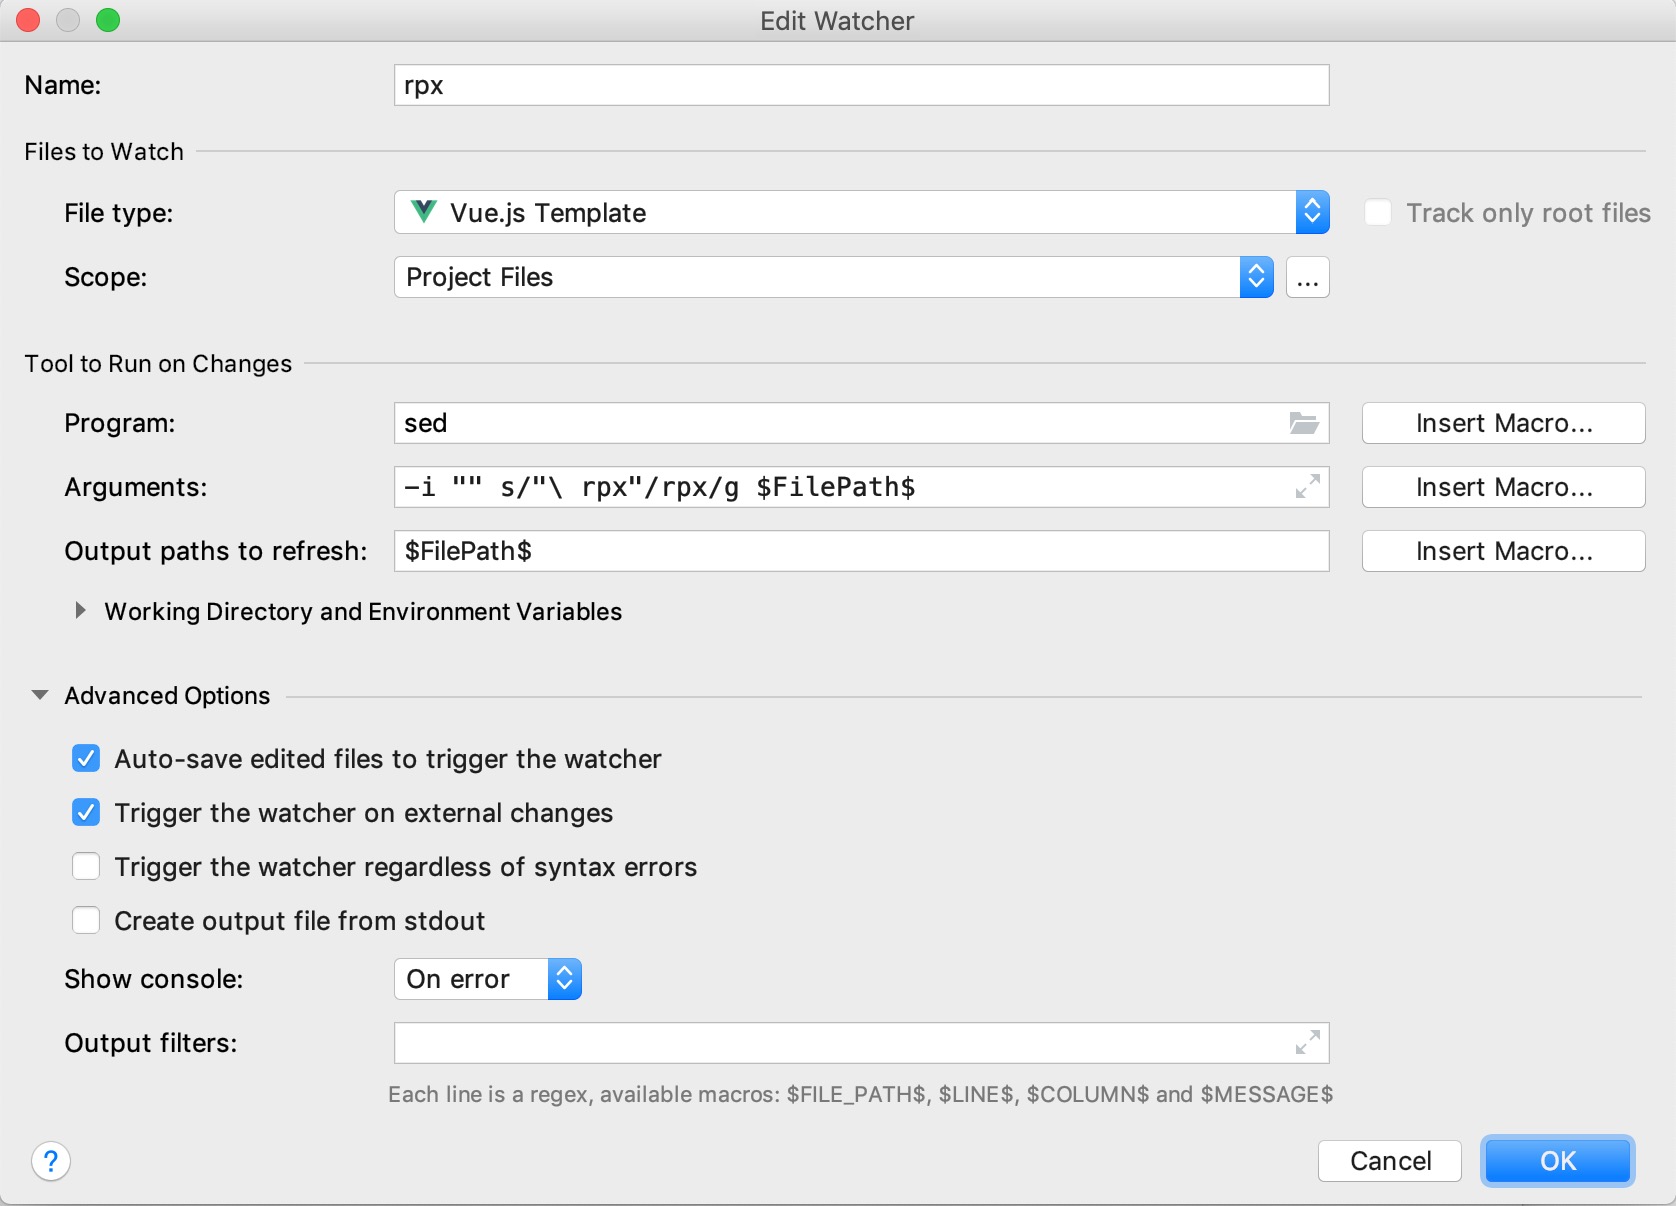 Edit Watcher
Name: rpx
Files to Watch
File type: Vue.js Template Track only root files
Scope: Project Files ...
Tool to Run on Changes
Program: sed Insert Macro...
Arguments: -i "" s/"\ rpx"/rpx/g $FilePath$ Insert Macro...
Output paths to refresh: $FilePath$ Insert Macro...
Working Directory and Environment Variables
Advanced Options
Auto-save edited files to trigger the watcher
Trigger the watcher on external changes
Trigger the watcher regardless of syntax errors
Create output file from stdout
Show console: On error
Output filters:
Each line is a regex, available macros: $FILE_PATH$, $LINE$, $COLUMN$ and $MESSAGE$
? Cancel OK